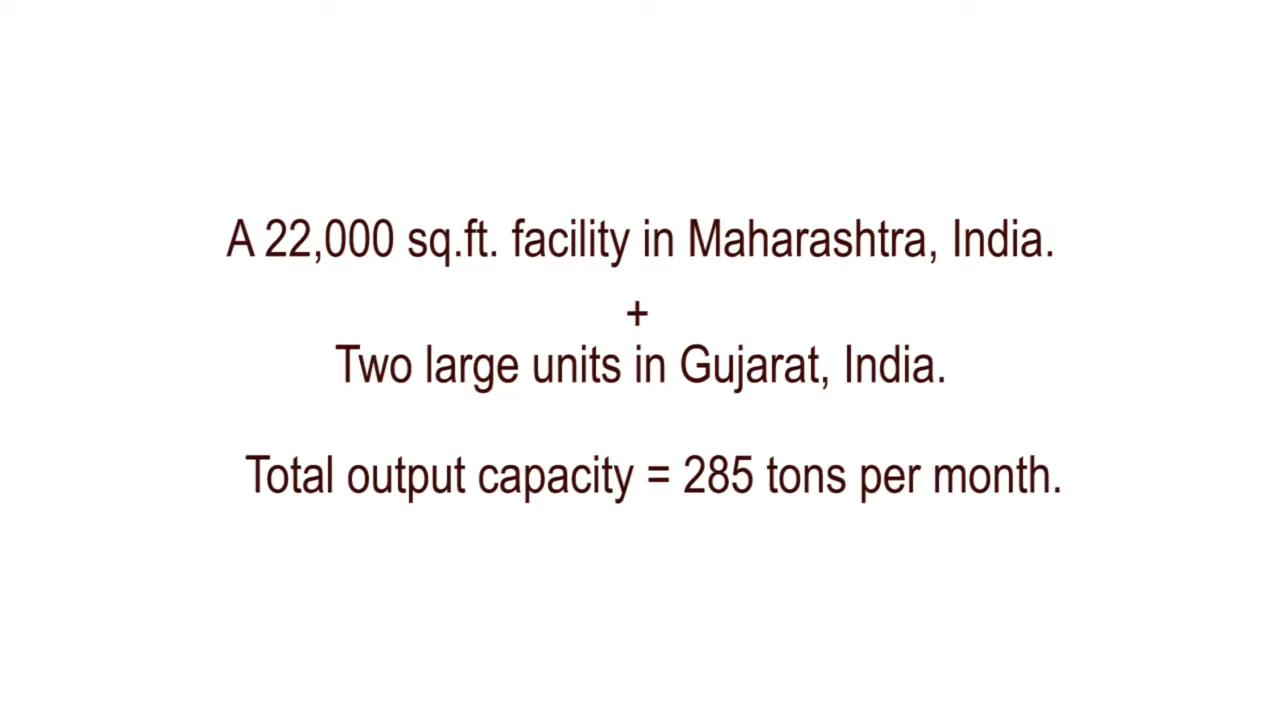 A 22,000 sq.ft. facility in Maharashtra, India.
+
Two large units in Gujarat, India.
Total output capacity = 285 tons per month.